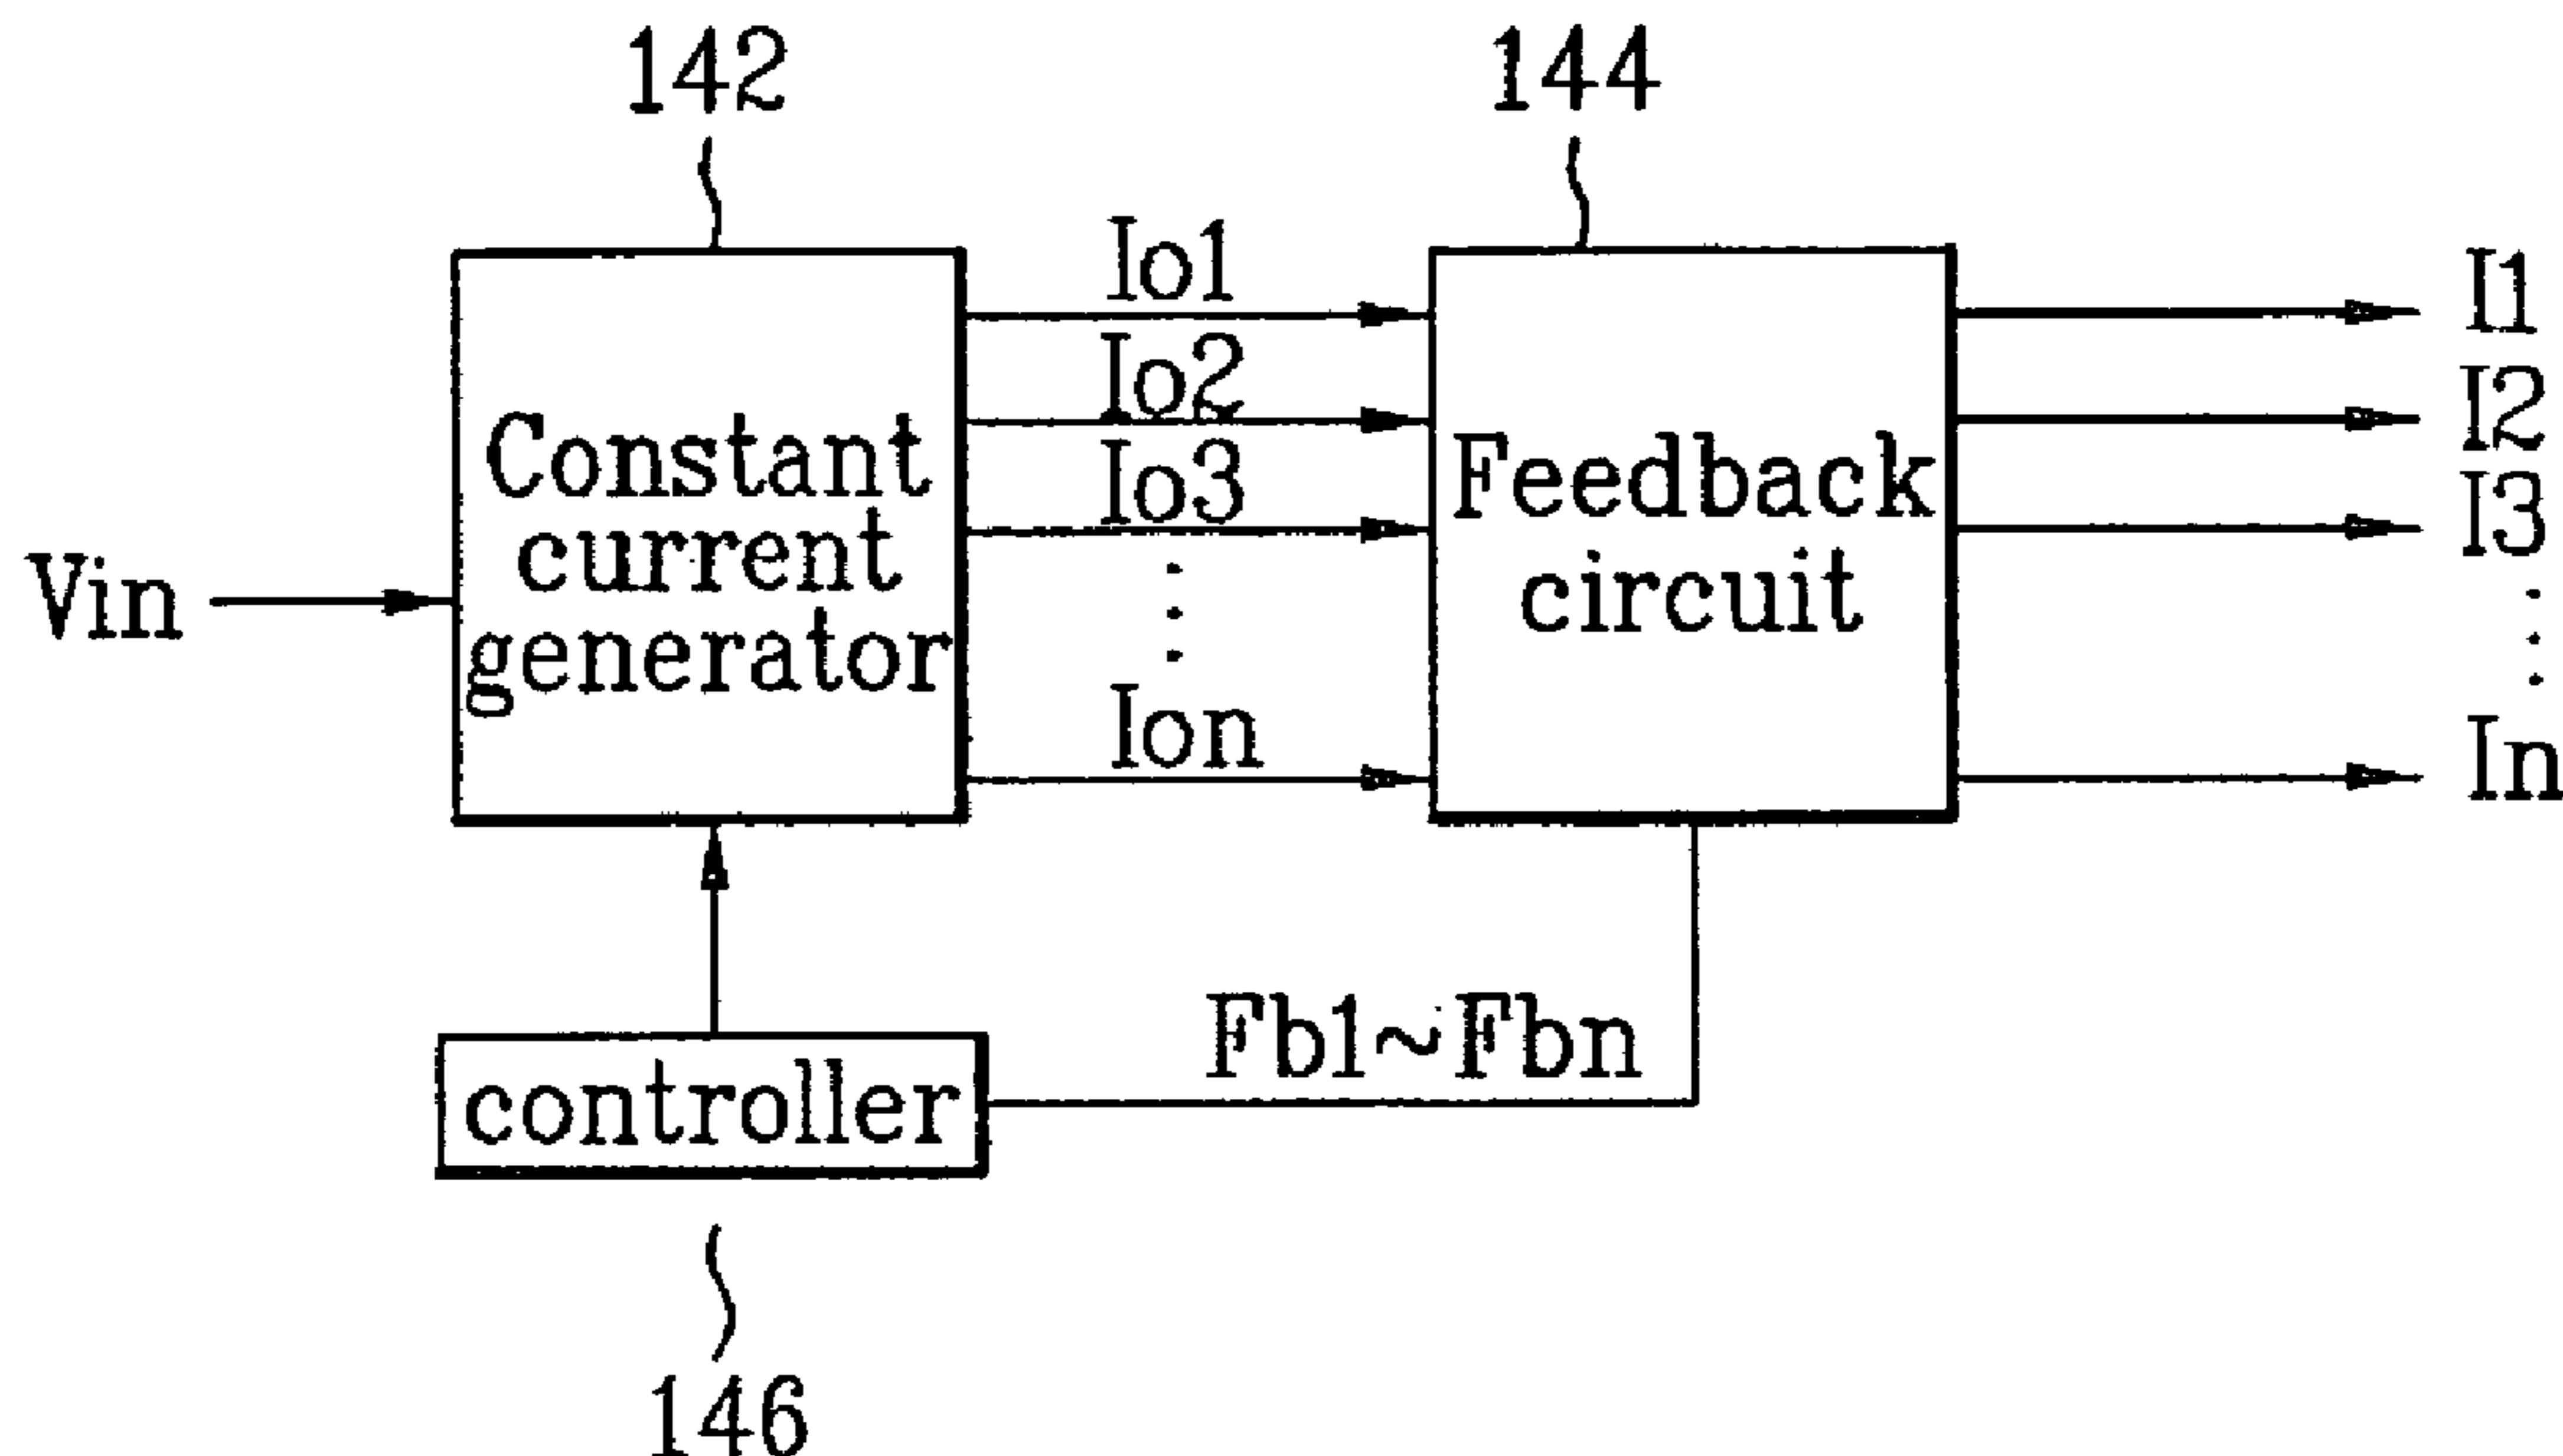 142
144
Io1
Io2
Io3
Ion
I1
I2
I3
In
Constant
current
generator
Feedback
circuit
Vin
Fb1~Fbn
controller
146